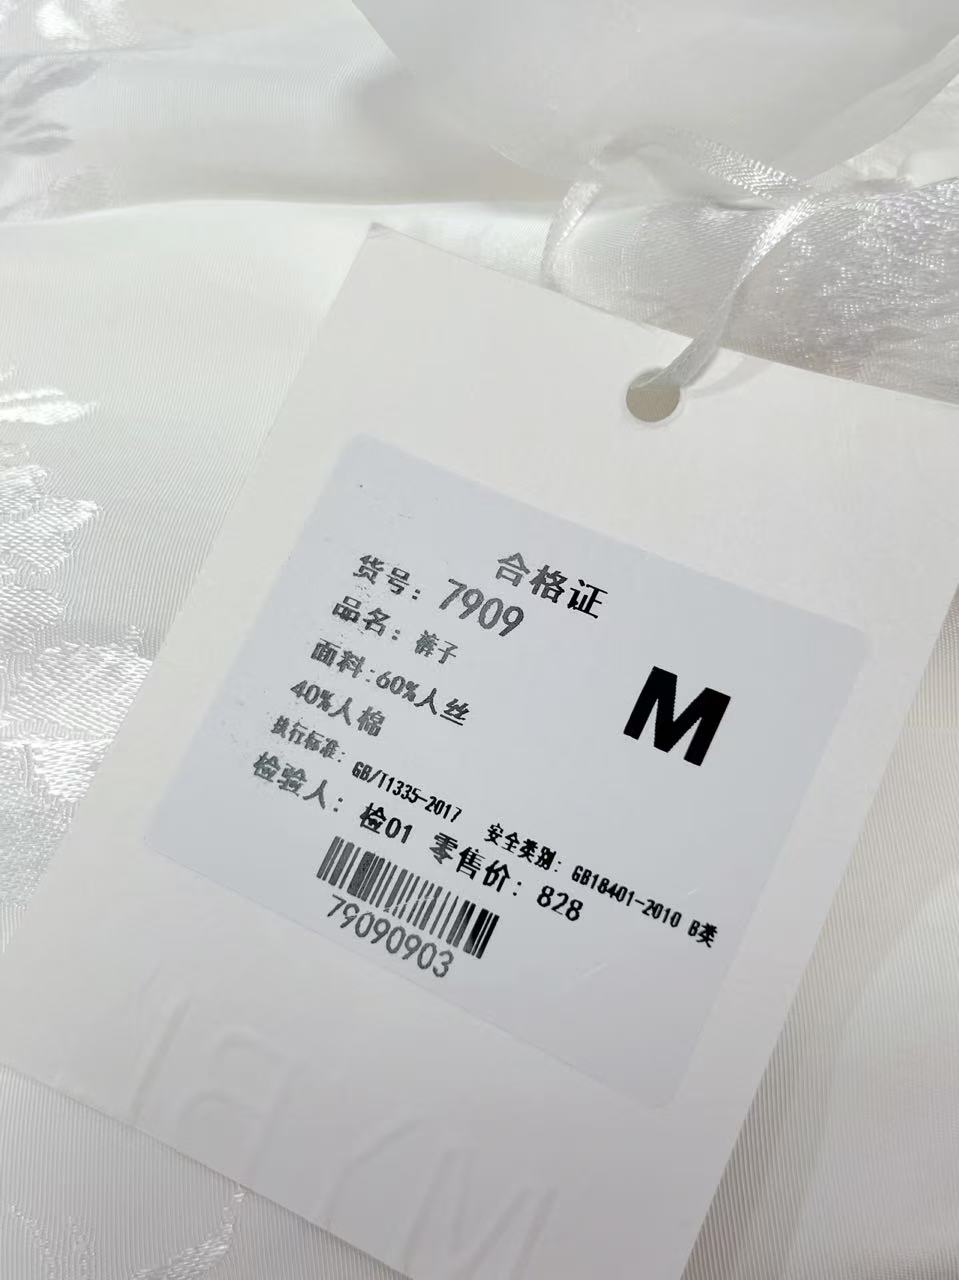 合格证
货号：7909
品名：裤子
面料:60%人丝
40%人棉
M
执行标准：GB/T1335-2017 安全类别：GB18401-2010 B类
检验人：检01 零售价：828
79090903